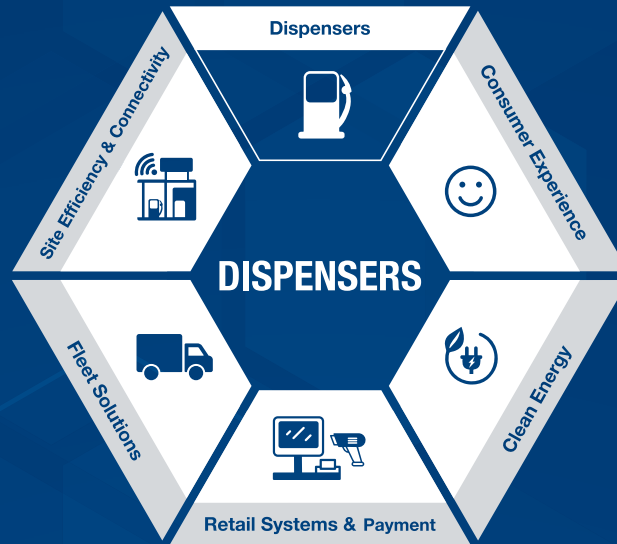 Dispensers
Site Efficiency & Connectivity
Consumer Experience
DISPENSERS
Fleet Solutions
Clean Energy
Retail Systems & Payment